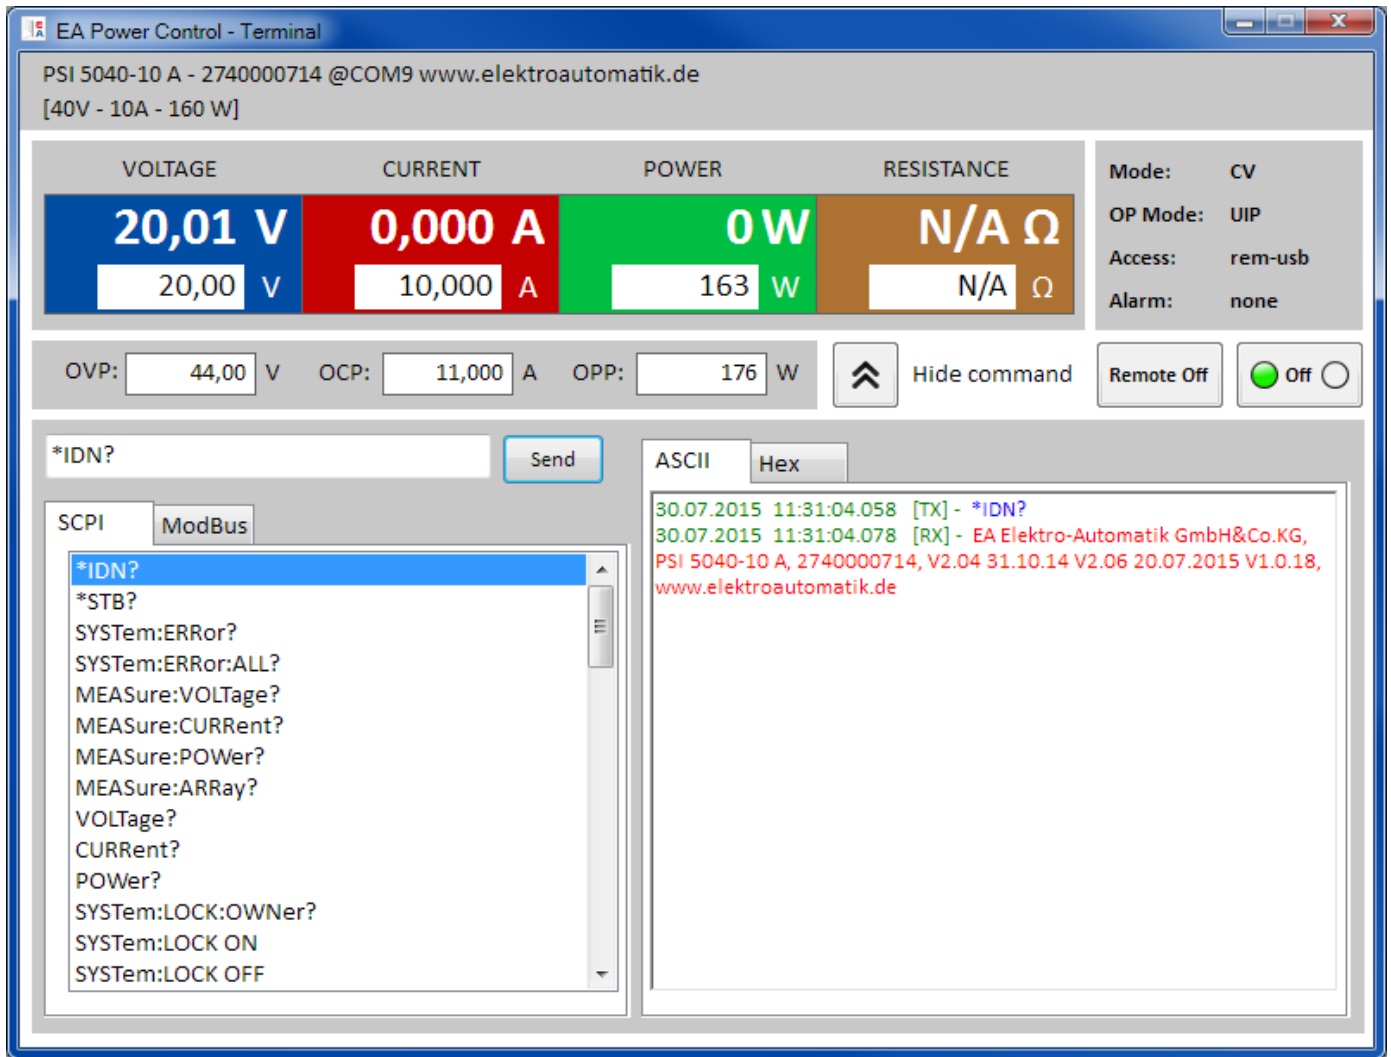 EA Power Control - Terminal
PSI 5040-10 A - 2740000714 @COM9 www.elektroautomatik.de
[40V - 10A - 160 W]
VOLTAGE CURRENT POWER RESISTANCE
20,01 V 0,000 A 0 W N/A Ω
20,00 V 10,000 A 163 W N/A Ω
Mode: CV
OP Mode: UIP
Access: rem-usb
Alarm: none
OVP: 44,00 V OCP: 11,000 A OPP: 176 W Hide command Remote Off Off
*IDN? Send
SCPI ModBus
*IDN?
*STB?
SYSTem:ERRor?
SYSTem:ERRor:ALL?
MEASure:VOLTage?
MEASure:CURRent?
MEASure:POWer?
MEASure:ARRay?
VOLTage?
CURRent?
POWer?
SYSTem:LOCK:OWNer?
SYSTem:LOCK ON
SYSTem:LOCK OFF
ASCII Hex
30.07.2015 11:31:04.058 [TX] - *IDN?
30.07.2015 11:31:04.078 [RX] - EA Elektro-Automatik GmbH&Co.KG,
PSI 5040-10 A, 2740000714, V2.04 31.10.14 V2.06 20.07.2015 V1.0.18,
www.elektroautomatik.de